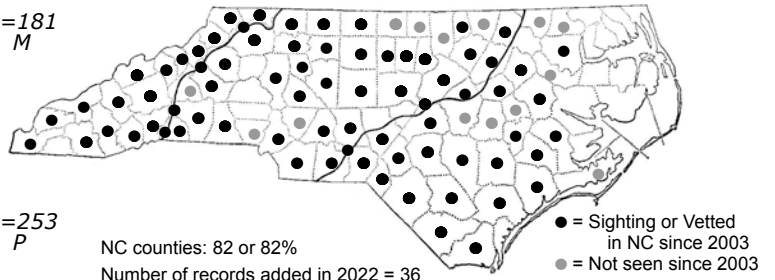 =181
M
=253
P
NC counties: 82 or 82%
Number of records added in 2022 = 36
● = Sighting or Vetted
in NC since 2003
● = Not seen since 2003